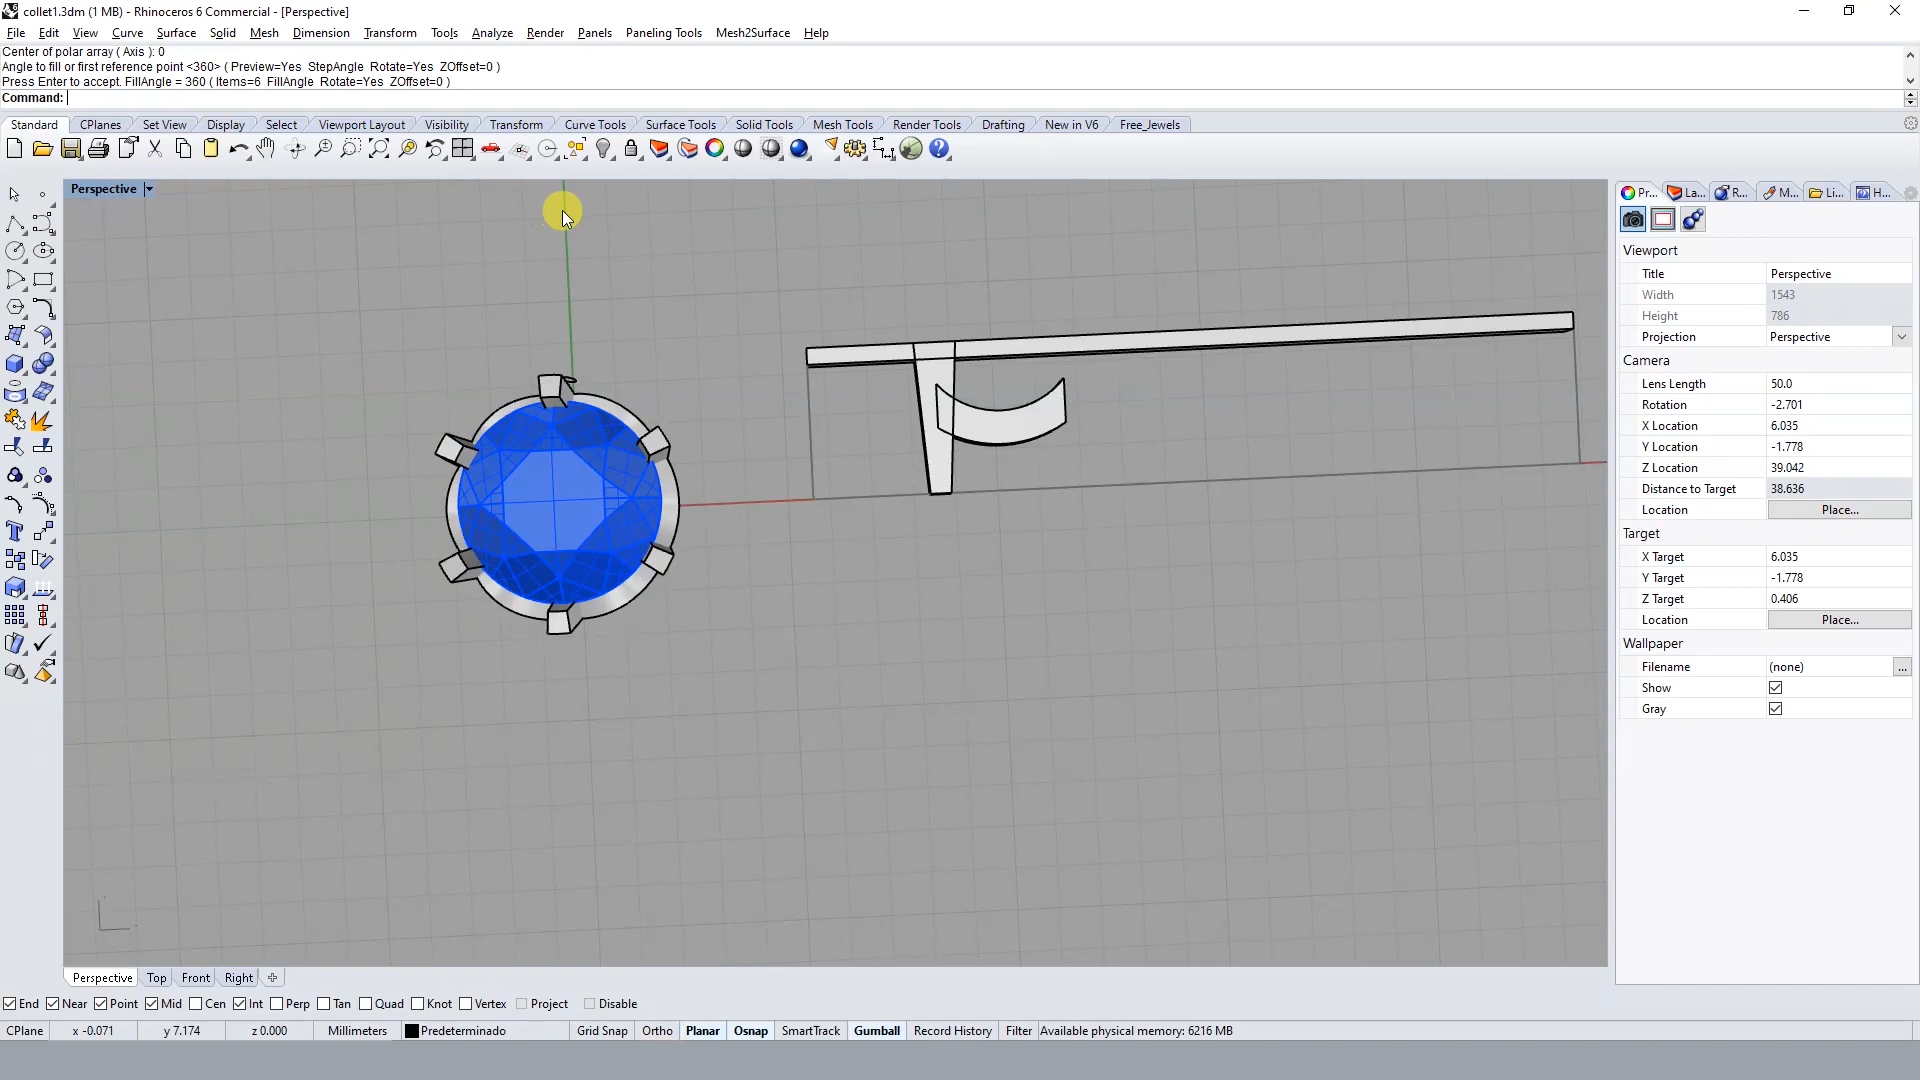 collet1.3dm (1 MB) - Rhinoceros 6 Commercial - [Perspective]
File Edit View Curve Surface Solid Mesh Dimension Transform Tools Analyze Render Panels Paneling Tools Mesh2Surface Help
Center of polar array ( Axis ): 0
Angle to fill or first reference point <360> ( Preview=Yes StepAngle Rotate=Yes ZOffset=0 )
Press Enter to accept. FillAngle = 360 ( Items=6 FillAngle Rotate=Yes ZOffset=0 )
Command:
Standard CPlanes Set View Display Select Viewport Layout Visibility Transform Curve Tools Surface Tools Solid Tools Mesh Tools Render Tools Drafting New in V6 Free_Jewels
Perspective
Pr... La... R... M... Li... H...
Viewport
Title Perspective
Width 1543
Height 786
Projection Perspective
Camera
Lens Length 50.0
Rotation -2.701
X Location 6.035
Y Location -1.778
Z Location 39.042
Distance to Target 38.636
Location Place...
Target
X Target 6.035
Y Target -1.778
Z Target 0.406
Location Place...
Wallpaper
Filename (none) ...
Show
Gray
Perspective Top Front Right
End Near Point Mid Cen Int Perp Tan Quad Knot Vertex Project Disable
CPlane x -0.071 y 7.174 z 0.000 Millimeters Predeterminado Grid Snap Ortho Planar Osnap SmartTrack Gumball Record History Filter Available physical memory: 6216 MB